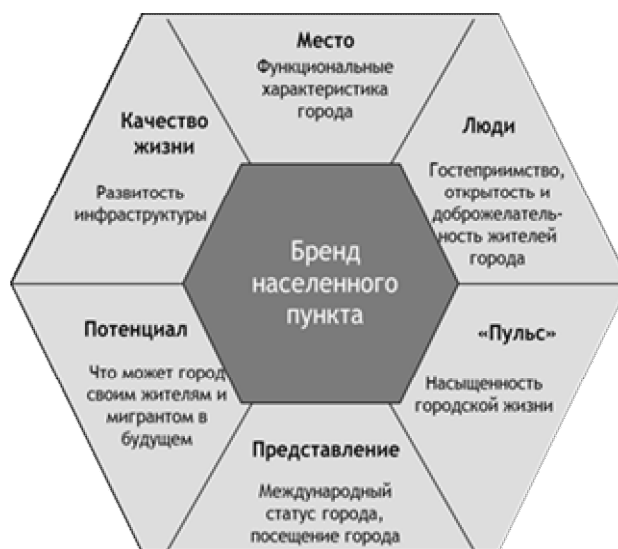 Место
Функциональные
характеристика
города
Люди
Гостеприимство,
открытость и
доброжелатель-
ность жителей
города
«Пульс»
Насыщенность
городской жизни
Представление
Международный
статус города,
посещение города
Потенциал
Что может город
своим жителям и
мигрантом в
будущем
Качество
жизни
Развитость
инфраструктуры
Бренд
населенного
пункта